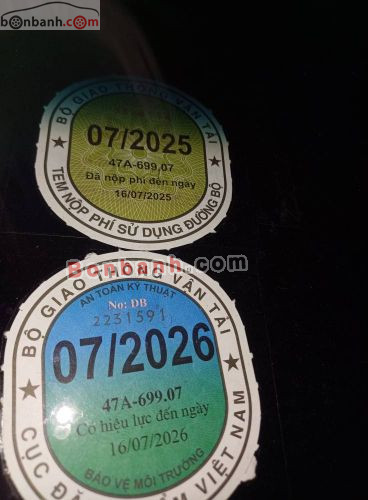 bonbanh.com
BỘ GIAO THÔNG VẬN TẢI
07/2025
47A-699.07
Đã nộp phí đến ngày
16/07/2025
TEM NỘP PHÍ SỬ DỤNG ĐƯỜNG BỘ
Bonbanh.com
BỘ GIAO THÔNG VẬN TẢI
AN TOÀN KỸ THUẬT
No: DB
2231591
07/2026
47A-699.07
Có hiệu lực đến ngày
16/07/2026
BẢO VỆ MÔI TRƯỜNG
CỤC VIỆT NAM